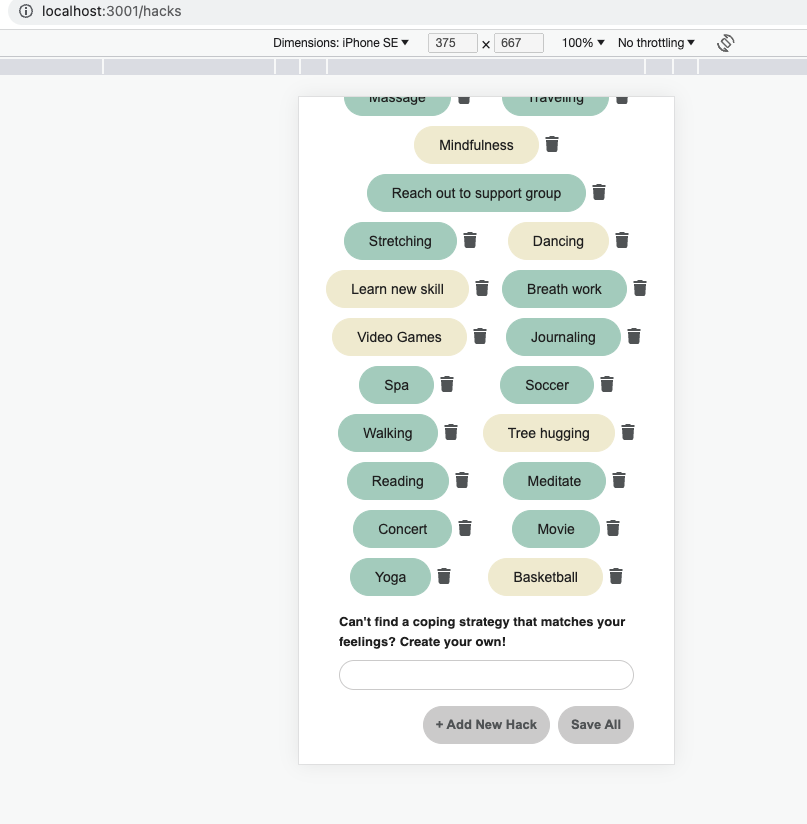 localhost:3001/hacks
Dimensions: iPhone SE 375 × 667 100% No throttling
Massage Traveling
Mindfulness
Reach out to support group
Stretching Dancing
Learn new skill Breath work
Video Games Journaling
Spa Soccer
Walking Tree hugging
Reading Meditate
Concert Movie
Yoga Basketball
Can't find a coping strategy that matches your
feelings? Create your own!
+ Add New Hack Save All